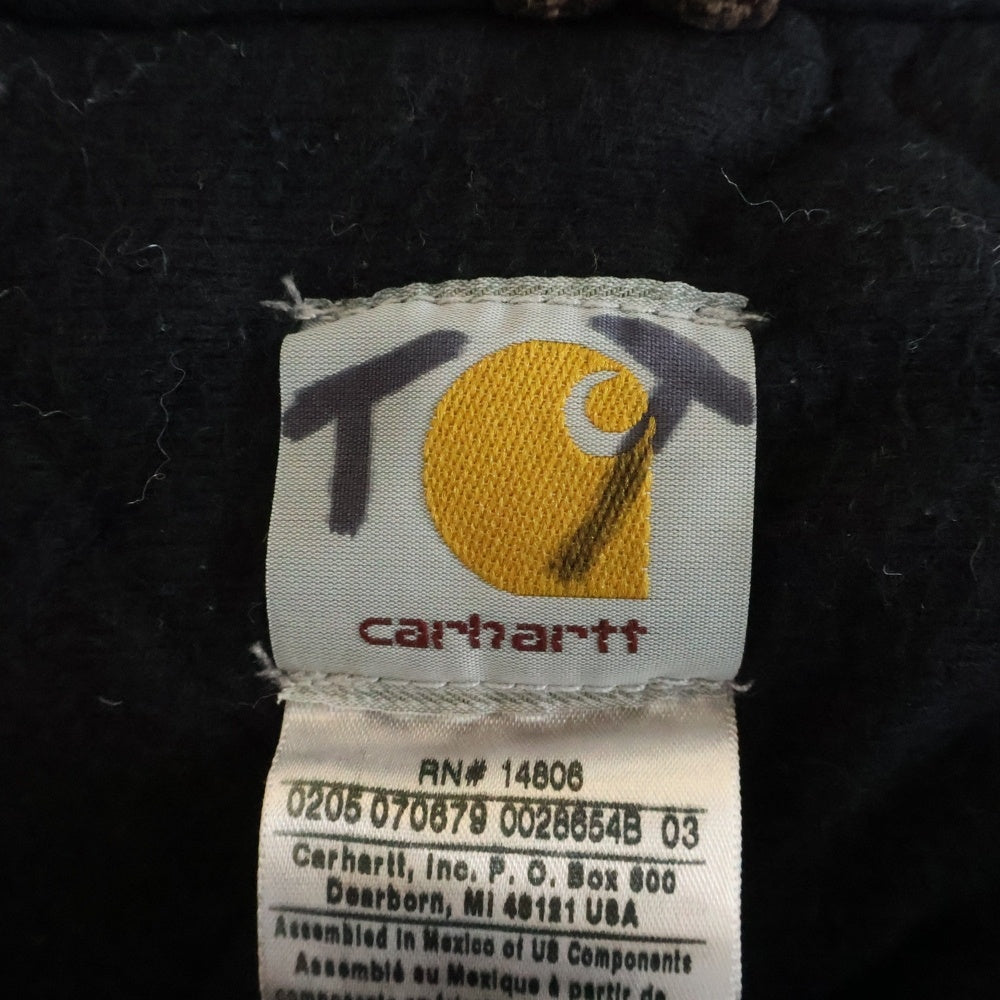 T T
carhartt
RN# 14806
0205 070679 0028654B 03
Carhartt, Inc. P. O. Box 600
Dearborn, MI 48121 USA
Assembled in Mexico of US Components
Assemblé au Mexique à partir de